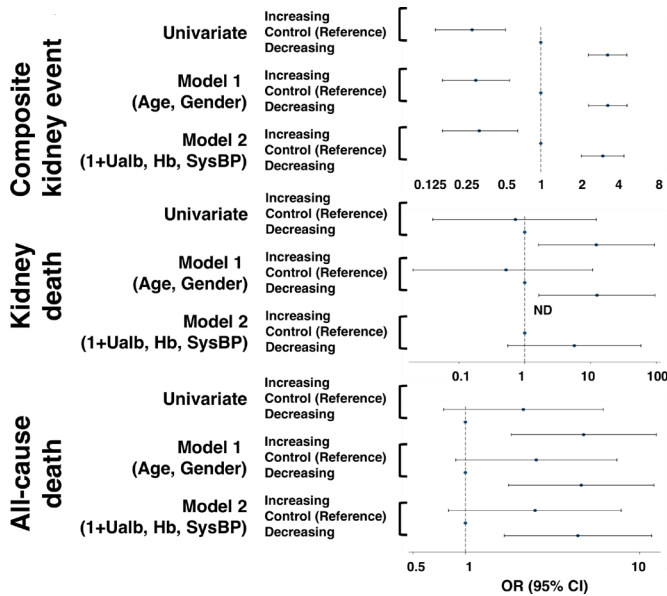 Composite
kidney event
Univariate
Increasing
Control (Reference)
Decreasing
Model 1
(Age, Gender)
Increasing
Control (Reference)
Decreasing
Model 2
(1+Ualb, Hb, SysBP)
Increasing
Control (Reference)
Decreasing
0.125 0.25 0.5 1 2 4 8
Kidney
death
Univariate
Increasing
Control (Reference)
Decreasing
Model 1
(Age, Gender)
Increasing
Control (Reference)
Decreasing
ND
Model 2
(1+Ualb, Hb, SysBP)
Increasing
Control (Reference)
Decreasing
0.1 1 10 100
All-cause
death
Univariate
Increasing
Control (Reference)
Decreasing
Model 1
(Age, Gender)
Increasing
Control (Reference)
Decreasing
Model 2
(1+Ualb, Hb, SysBP)
Increasing
Control (Reference)
Decreasing
0.5 1 10
OR (95% CI)